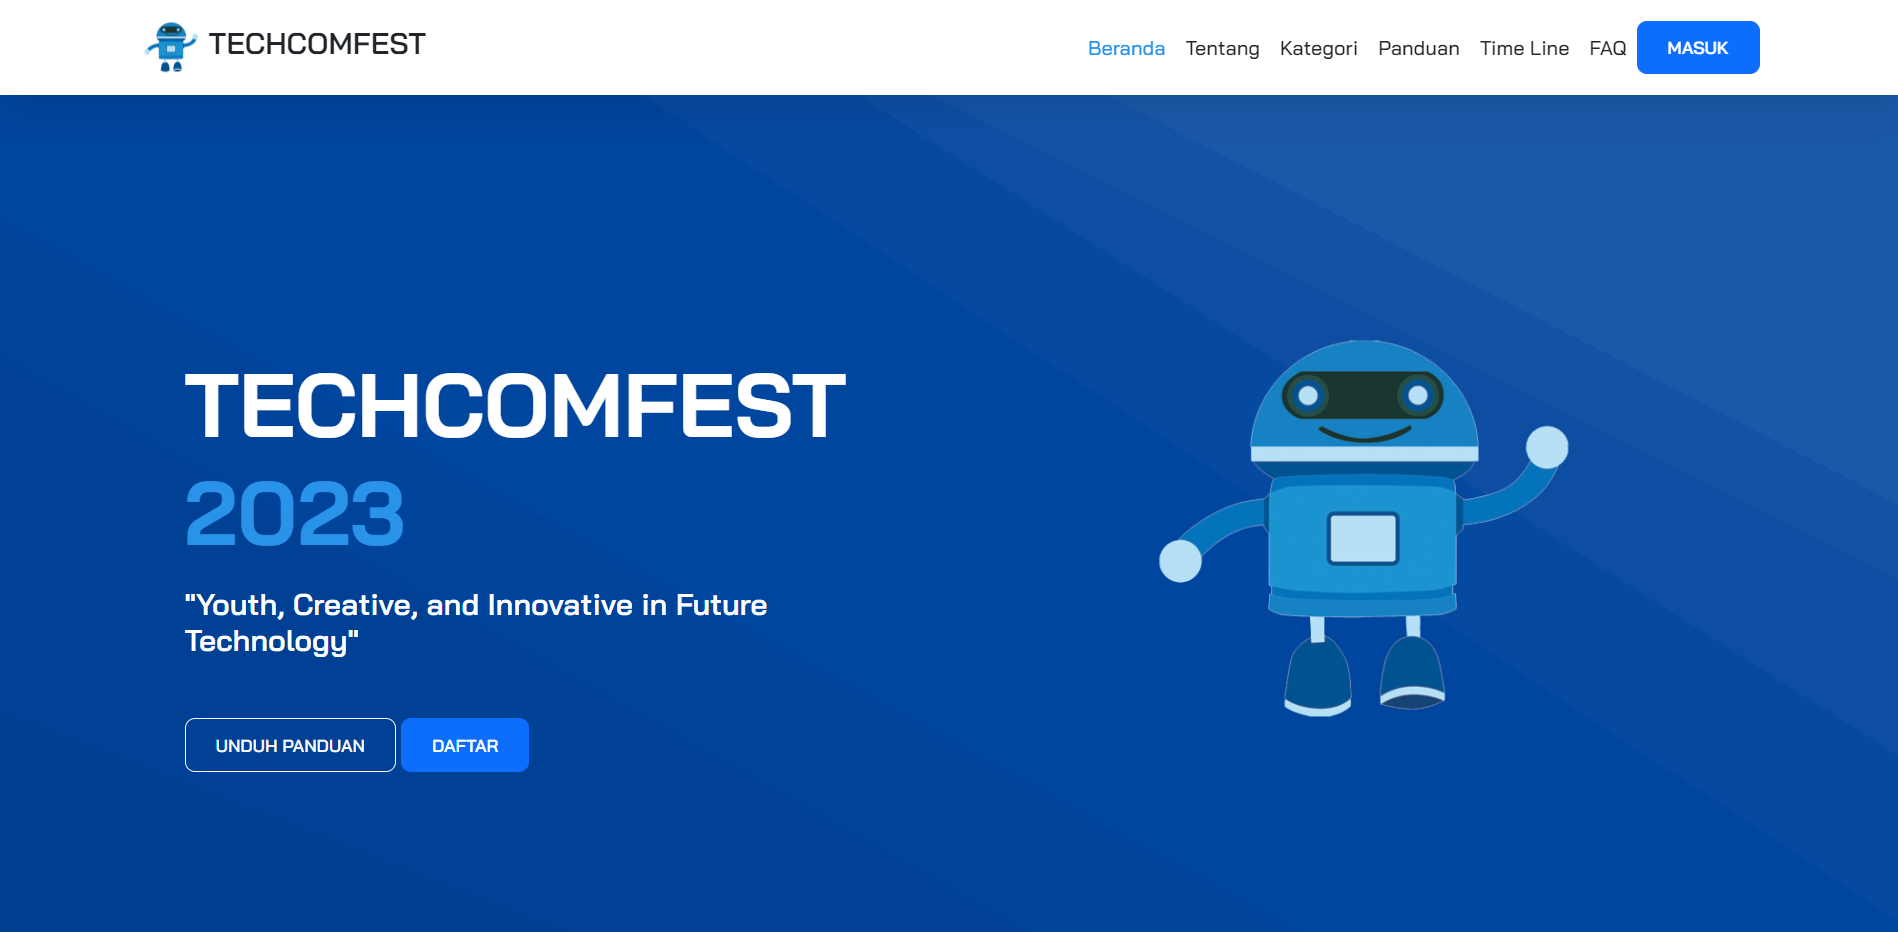 TECHCOMFEST
Beranda Tentang Kategori Panduan Time Line FAQ MASUK
TECHCOMFEST
2023
"Youth, Creative, and Innovative in Future
Technology"
UNDUH PANDUAN DAFTAR